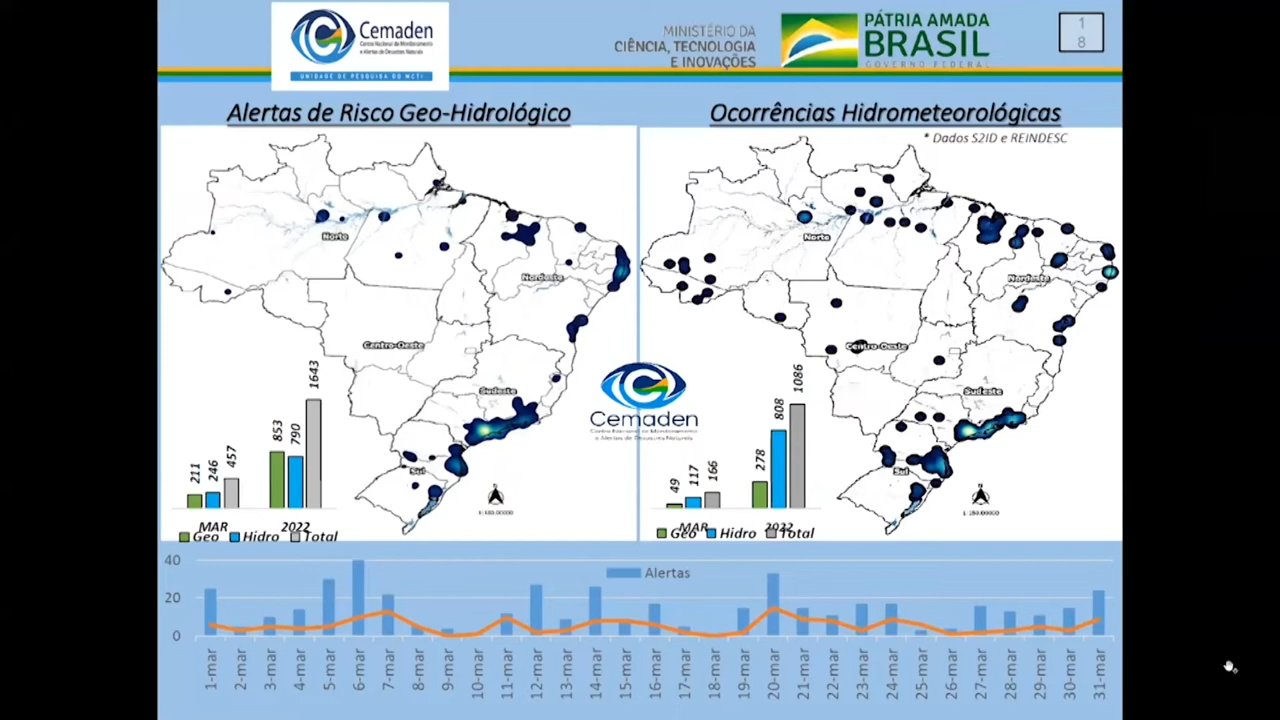 Cemaden
Centro Nacional de Monitoramento
e Alertas de Desastres Naturais
UNIDADE DE PESQUISA DO MCTI
MINISTÉRIO DA
CIÊNCIA, TECNOLOGIA
E INOVAÇÕES
PÁTRIA AMADA
BRASIL
GOVERNO FEDERAL
1
8
Alertas de Risco Geo-Hidrológico
Ocorrências Hidrometeorológicas
* Dados S2ID e REINDESC
Norte
Nordeste
Centro-Oeste
Sudeste
Sul
211
246
457
853
790
1643
MAR
2022
Geo
Hidro
Total
Cemaden
Centro Nacional de Monitoramento
e Alertas de Desastres Naturais
Norte
Nordeste
Centro-Oeste
Sudeste
Sul
49
117
166
278
808
1086
MAR
2022
Geo
Hidro
Total
40
20
0
Alertas
1-mar
2-mar
3-mar
4-mar
5-mar
6-mar
7-mar
8-mar
9-mar
10-mar
11-mar
12-mar
13-mar
14-mar
15-mar
16-mar
17-mar
18-mar
19-mar
20-mar
21-mar
22-mar
23-mar
24-mar
25-mar
26-mar
27-mar
28-mar
29-mar
30-mar
31-mar